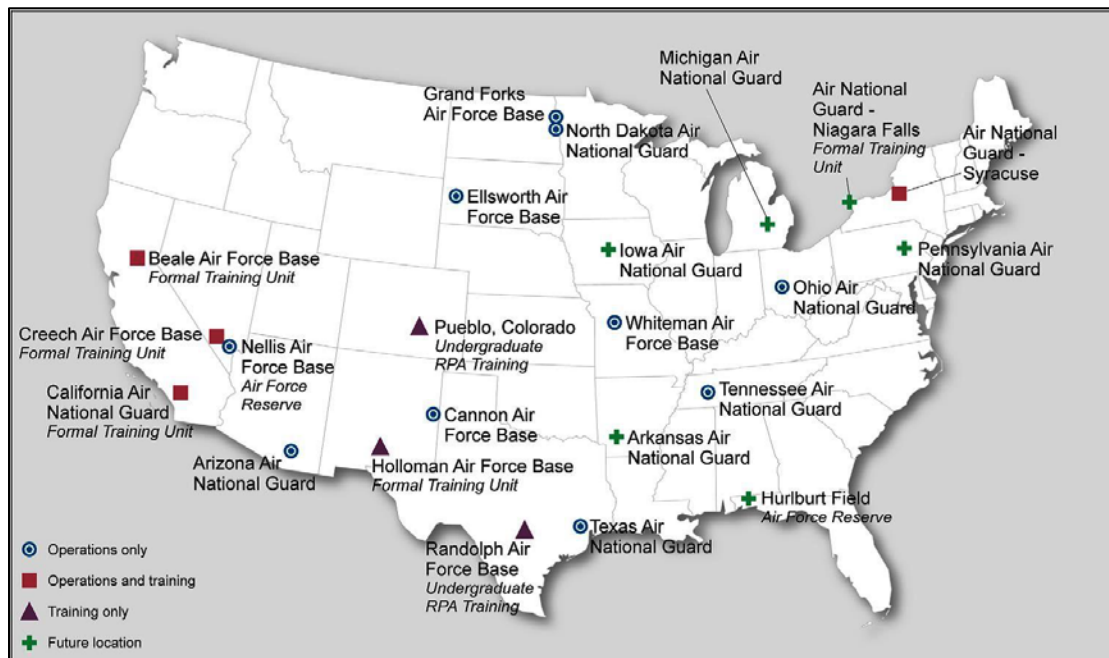 Michigan Air
National Guard
Air National
Guard -
Niagara Falls
Formal Training
Unit
Air National
Guard -
Syracuse
Grand Forks
Air Force Base
North Dakota Air
National Guard
Ellsworth Air
Force Base
Iowa Air
National Guard
Pennsylvania Air
National Guard
Beale Air Force Base
Formal Training Unit
Ohio Air
National Guard
Creech Air Force Base
Formal Training Unit
Nellis Air
Force Base
Air Force
Reserve
Pueblo, Colorado
Undergraduate
RPA Training
Whiteman Air
Force Base
California Air
National Guard
Formal Training Unit
Tennessee Air
National Guard
Cannon Air
Force Base
Arkansas Air
National Guard
Arizona Air
National Guard
Holloman Air Force Base
Formal Training Unit
Hurlburt Field
Air Force Reserve
Randolph Air
Force Base
Undergraduate
RPA Training
Texas Air
National Guard
Operations only
Operations and training
Training only
Future location